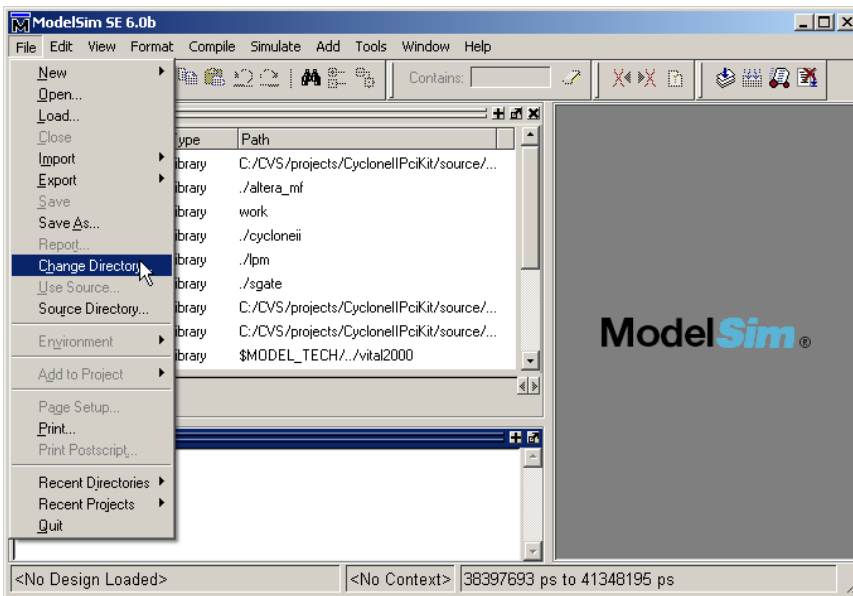 ModelSim SE 6.0b
File Edit View Format Compile Simulate Add Tools Window Help
Contains:
New
Open...
Load...
Close
Import
Export
Save
Save As...
Report...
Change Directory
Use Source...
Source Directory...
Environment
Add to Project
Page Setup...
Print...
Print Postscript...
Recent Directories
Recent Projects
Quit
ype Path
ibrary C:/CVS/projects/CycloneIIPciKit/source/...
ibrary ./altera_mf
ibrary work
ibrary ./cycloneii
ibrary ./lpm
ibrary ./sgate
ibrary C:/CVS/projects/CycloneIIPciKit/source/...
ibrary C:/CVS/projects/CycloneIIPciKit/source/...
ibrary $MODEL_TECH/../vital2000
ModelSim®
<No Design Loaded> <No Context> 38397693 ps to 41348195 ps